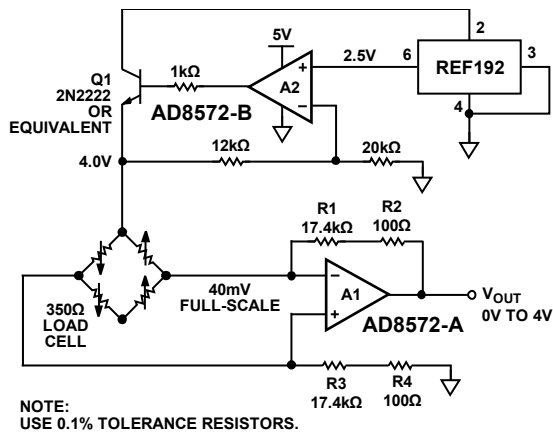 2
5V
1kΩ
6
3
2.5V
REF192
Q1
2N2222
OR
EQUIVALENT
+
A2
−
AD8572-B
4
4.0V
12kΩ
20kΩ
R1
17.4kΩ
R2
100Ω
40mV
FULL-SCALE
350Ω
LOAD
CELL
−
A1
+
VOUT
0V TO 4V
AD8572-A
R3
17.4kΩ
R4
100Ω
NOTE:
USE 0.1% TOLERANCE RESISTORS.